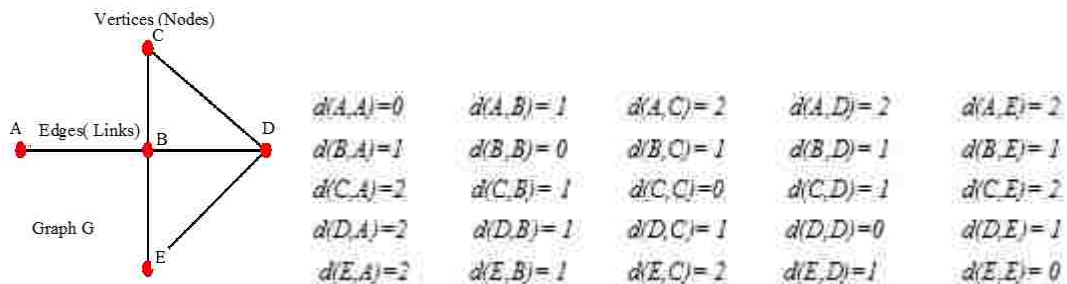 Vertices (Nodes)
C
A
Edges( Links)
B
D
Graph G
E
d(A,A)=0 d(A,B)= 1 d(A,C)= 2 d(A,D)= 2 d(A,E)= 2
d(B,A)=1 d(B,B)= 0 d(B,C)= 1 d(B,D)= 1 d(B,E)= 1
d(C,A)=2 d(C,B)= 1 d(C,C)=0 d(C,D)= 1 d(C,E)= 2
d(D,A)=2 d(D,B)= 1 d(D,C)= 1 d(D,D)=0 d(D,E)= 1
d(E,A)=2 d(E,B)= 1 d(E,C)= 2 d(E,D)=1 d(E,E)= 0